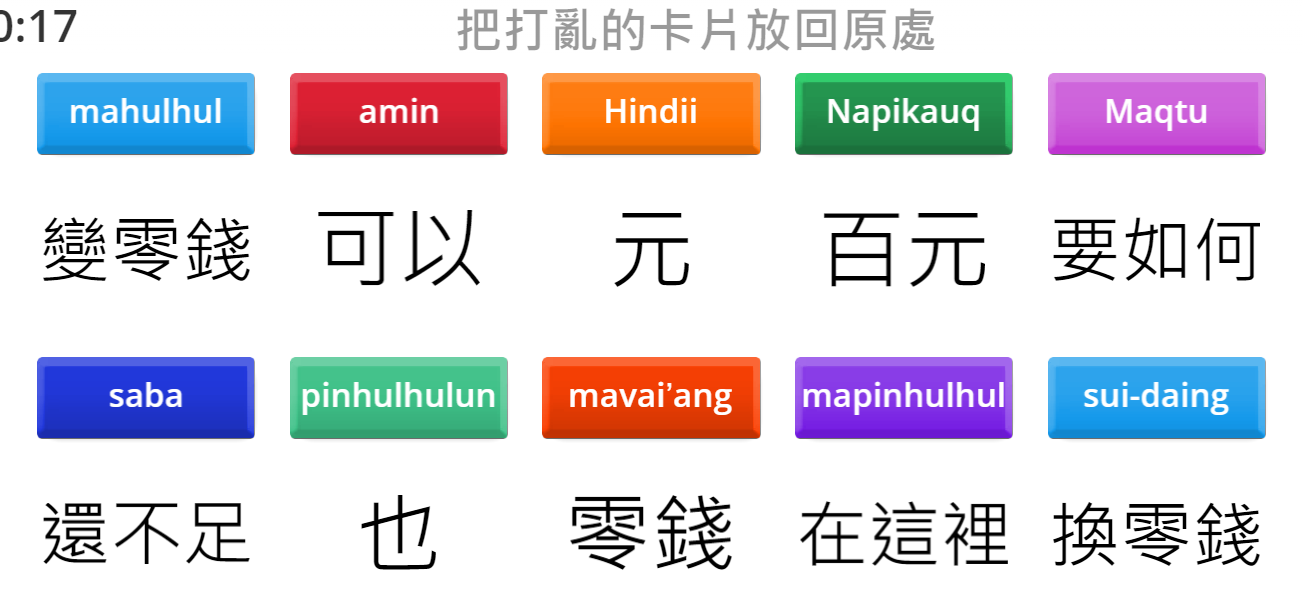 0:17 把打亂的卡片放回原處
mahulhul amin Hindii Napikauq Maqtu
變零錢 可以 元 百元 要如何
saba pinhulhulun mavai’ang mapinhulhul sui-daing
還不足 也 零錢 在這裡 換零錢